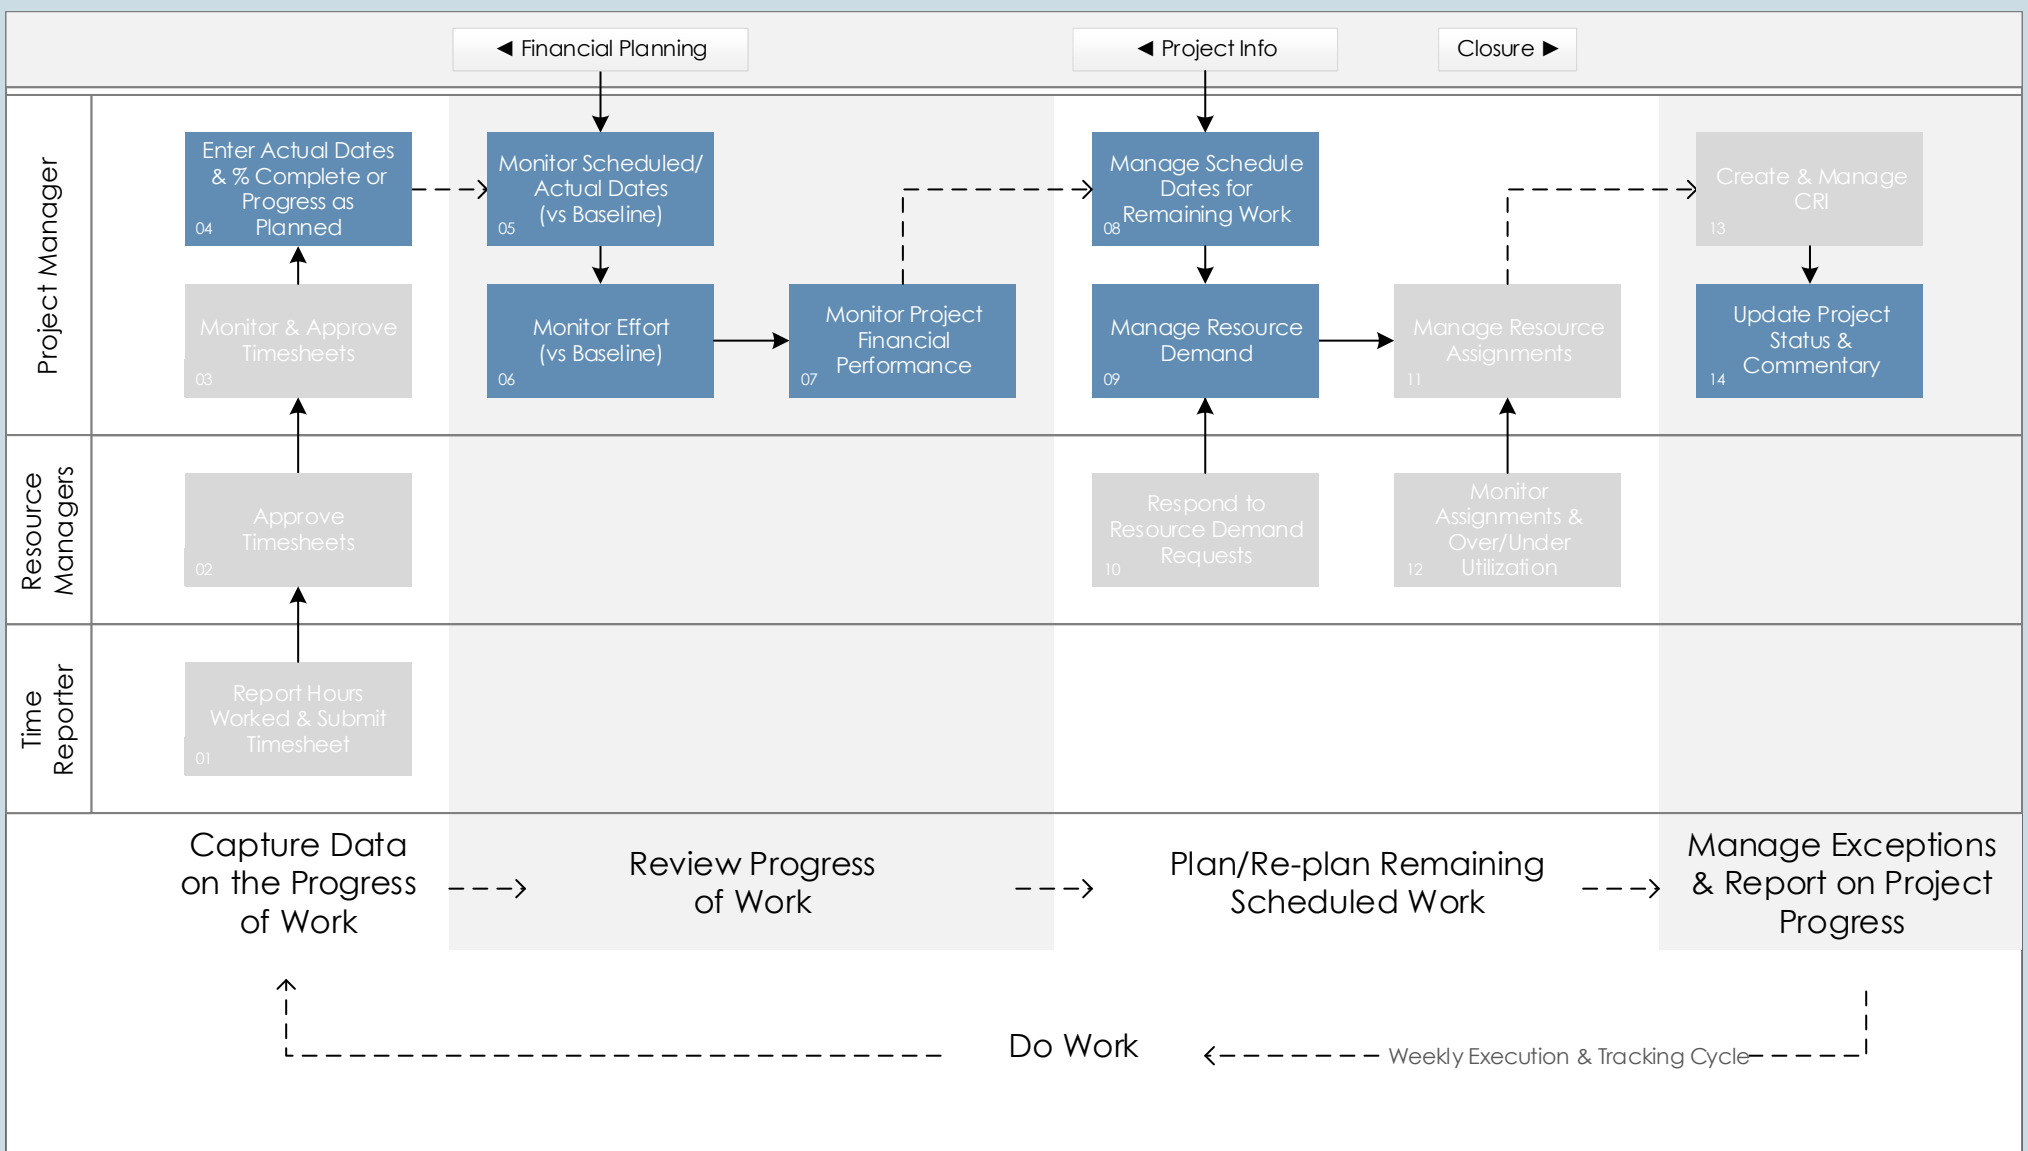 ◄ Financial Planning
◄ Project Info
Closure ►
Project Manager
Enter Actual Dates
& % Complete or
Progress as
Planned
04
Monitor Scheduled/
Actual Dates
(vs Baseline)
05
Manage Schedule
Dates for
Remaining Work
08
Create & Manage
CRI
13
Monitor & Approve
Timesheets
03
Monitor Effort
(vs Baseline)
06
Monitor Project
Financial
Performance
07
Manage Resource
Demand
09
Manage Resource
Assignments
11
Update Project
Status &
Commentary
14
Resource
Managers
Approve
Timesheets
02
Respond to
Resource Demand
Requests
10
Monitor
Assignments &
Over/Under
Utilization
12
Time
Reporter
Report Hours
Worked & Submit
Timesheet
01
Capture Data
on the Progress
of Work
Review Progress
of Work
Plan/Re-plan Remaining
Scheduled Work
Manage Exceptions
& Report on Project
Progress
Do Work
Weekly Execution & Tracking Cycle